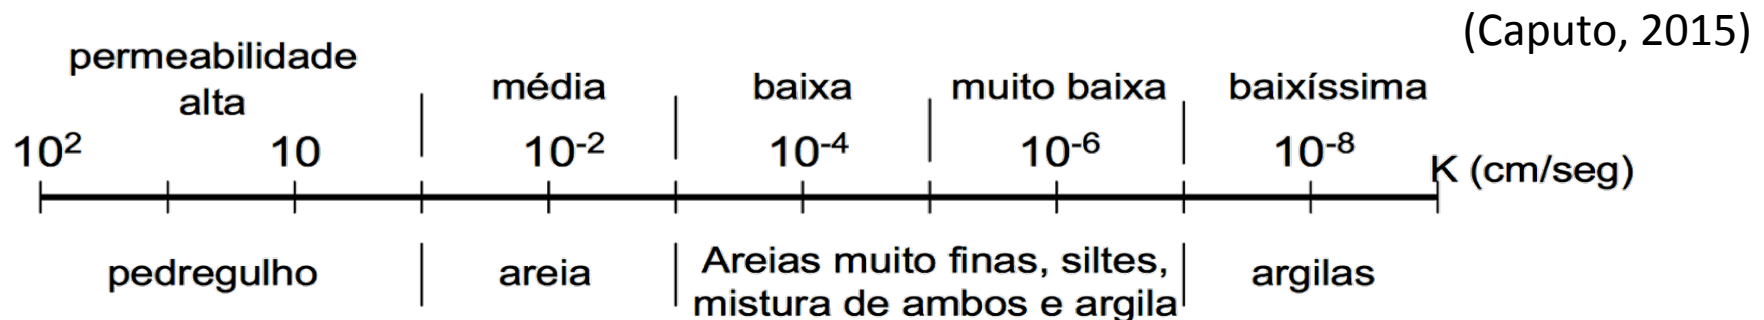 (Caputo, 2015)
permeabilidade
alta
média
baixa
muito baixa
baixíssima
10²
10
10⁻²
10⁻⁴
10⁻⁶
10⁻⁸
K (cm/seg)
pedregulho
areia
Areias muito finas, siltes,
mistura de ambos e argila
argilas